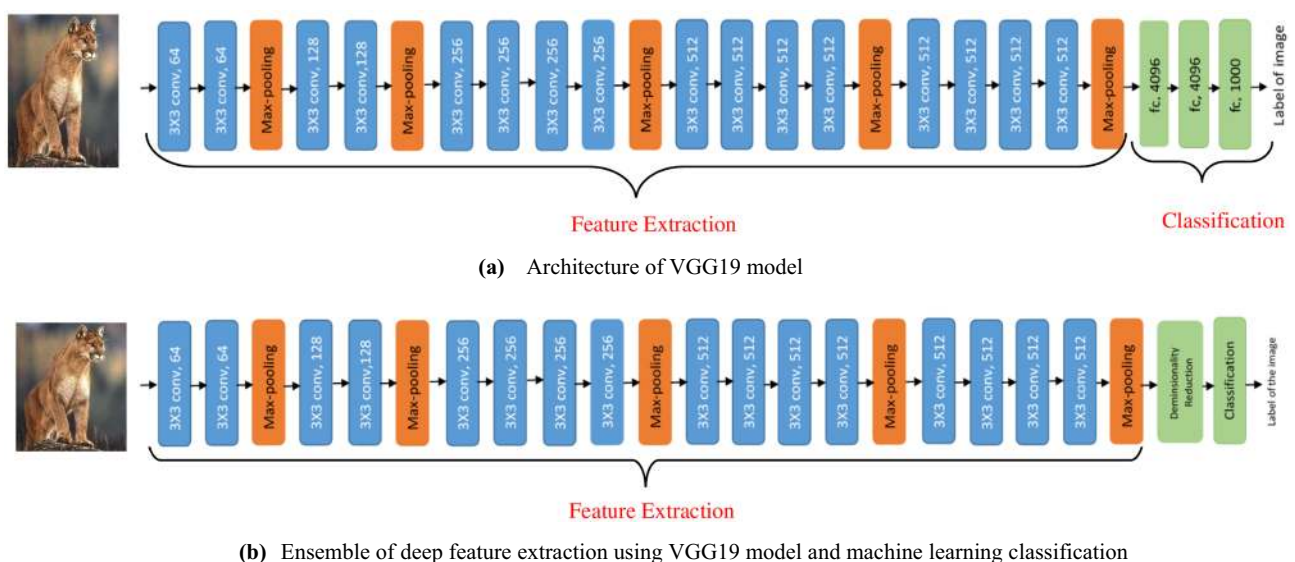 3X3 conv, 64
3X3 conv, 64
Max-pooling
3X3 conv, 128
3X3 conv,128
Max-pooling
3X3 conv, 256
3X3 conv, 256
3X3 conv, 256
3X3 conv, 256
Max-pooling
3X3 conv, 512
3X3 conv, 512
3X3 conv, 512
3X3 conv, 512
Max-pooling
3X3 conv, 512
3X3 conv, 512
3X3 conv, 512
3X3 conv, 512
Max-pooling
fc, 4096
fc, 4096
fc, 1000
Label of image
Feature Extraction
Classification
(a) Architecture of VGG19 model
3X3 conv, 64
3X3 conv, 64
Max-pooling
3X3 conv, 128
3X3 conv,128
Max-pooling
3X3 conv, 256
3X3 conv, 256
3X3 conv, 256
3X3 conv, 256
Max-pooling
3X3 conv, 512
3X3 conv, 512
3X3 conv, 512
3X3 conv, 512
Max-pooling
3X3 conv, 512
3X3 conv, 512
3X3 conv, 512
3X3 conv, 512
Max-pooling
Deminsionality
Reduction
Classification
Label of the image
Feature Extraction
(b) Ensemble of deep feature extraction using VGG19 model and machine learning classification